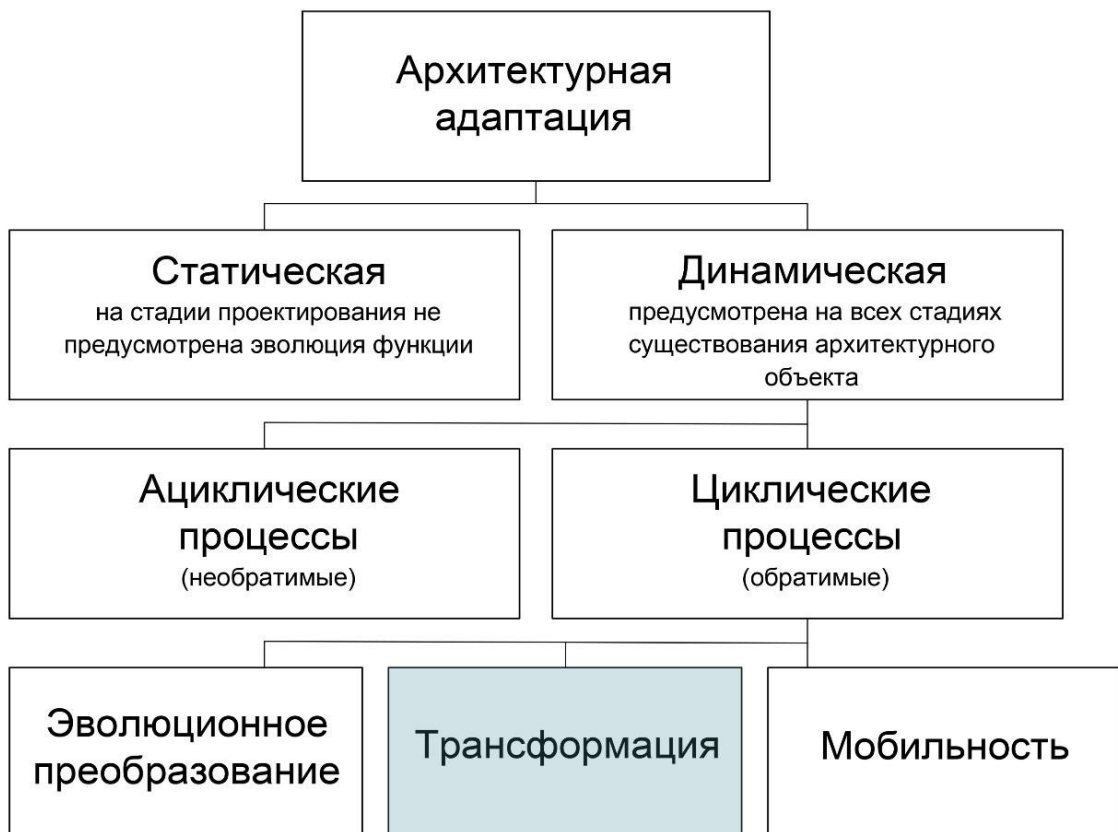 Архитектурная
адаптация
Статическая
на стадии проектирования не
предусмотрена эволюция функции
Динамическая
предусмотрена на всех стадиях
существования архитектурного
объекта
Ациклические
процессы
(необратимые)
Циклические
процессы
(обратимые)
Эволюционное
преобразование
Трансформация
Мобильность